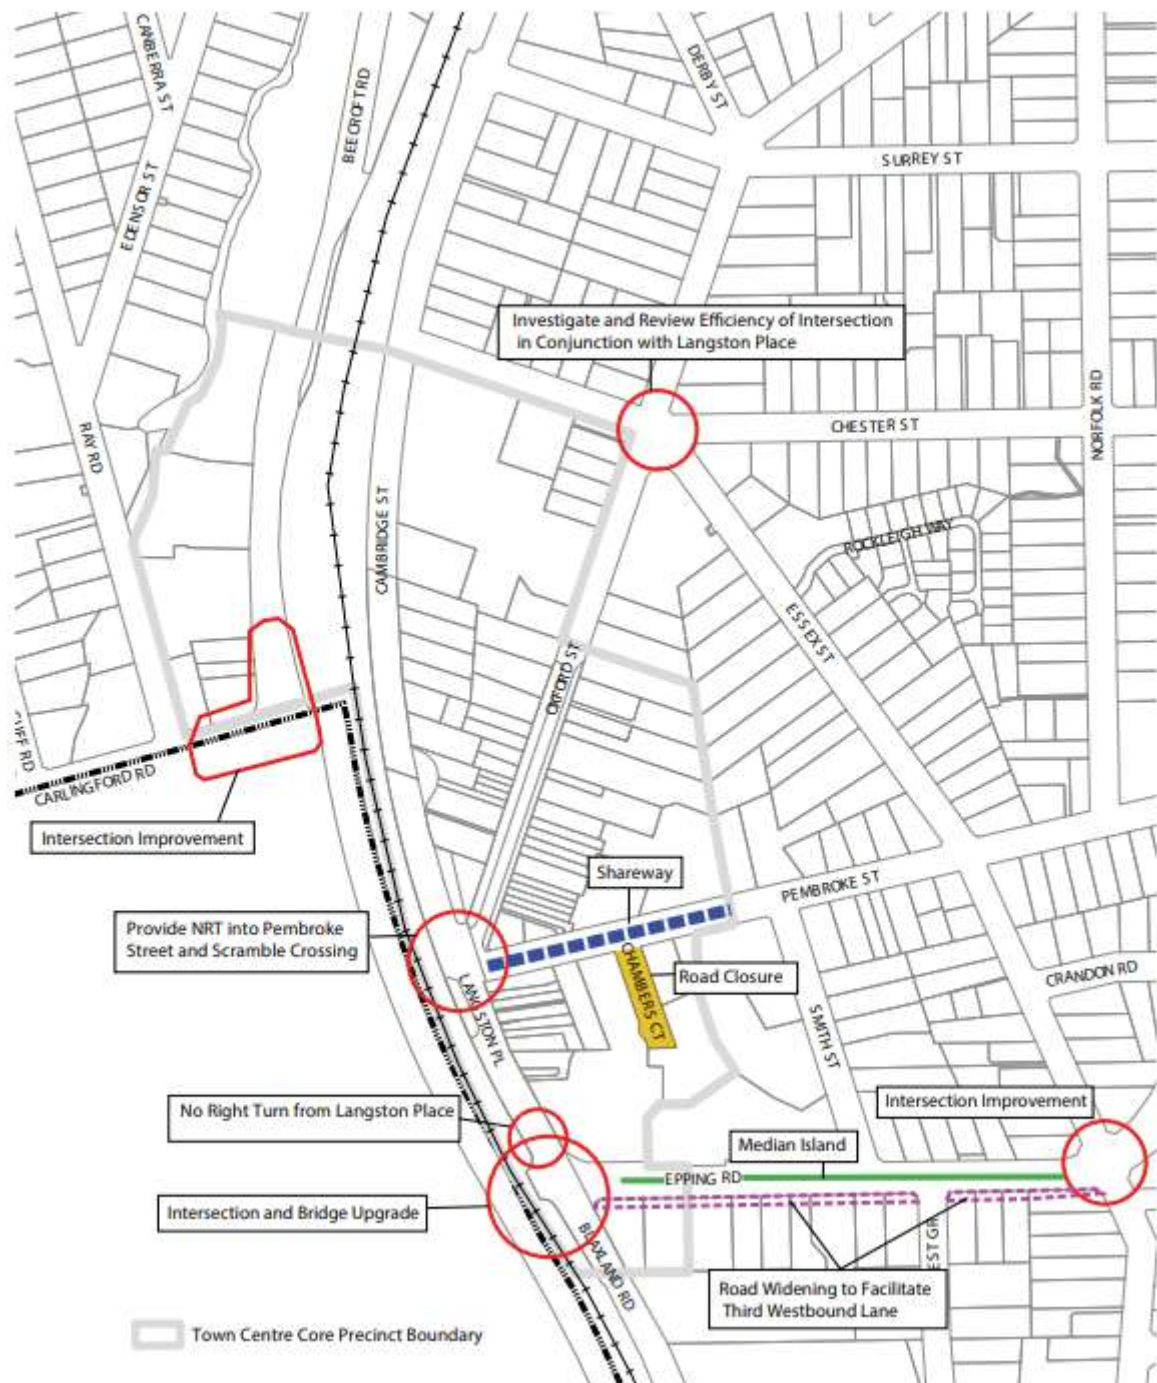 CANBERRA ST
BEECROFT RD
DERBY ST
SURREY ST
EDENSOR ST
Investigate and Review Efficiency of Intersection
in Conjunction with Langston Place
NORFOLK RD
CHESTER ST
RAY RD
CAMBRIDGE ST
ROCKLEIGH WAY
ESSEX ST
OXFORD ST
CARLINGFORD RD
Intersection Improvement
Shareway
PEMBROKE ST
Provide NRT into Pembroke
Street and Scramble Crossing
CHAMBERS CT
Road Closure
CRANDON RD
LANGSTON PL
SMITH ST
No Right Turn from Langston Place
Intersection Improvement
Median Island
EPPING RD
Intersection and Bridge Upgrade
BLAXLAND RD
Road Widening to Facilitate
Third Westbound Lane
Town Centre Core Precinct Boundary